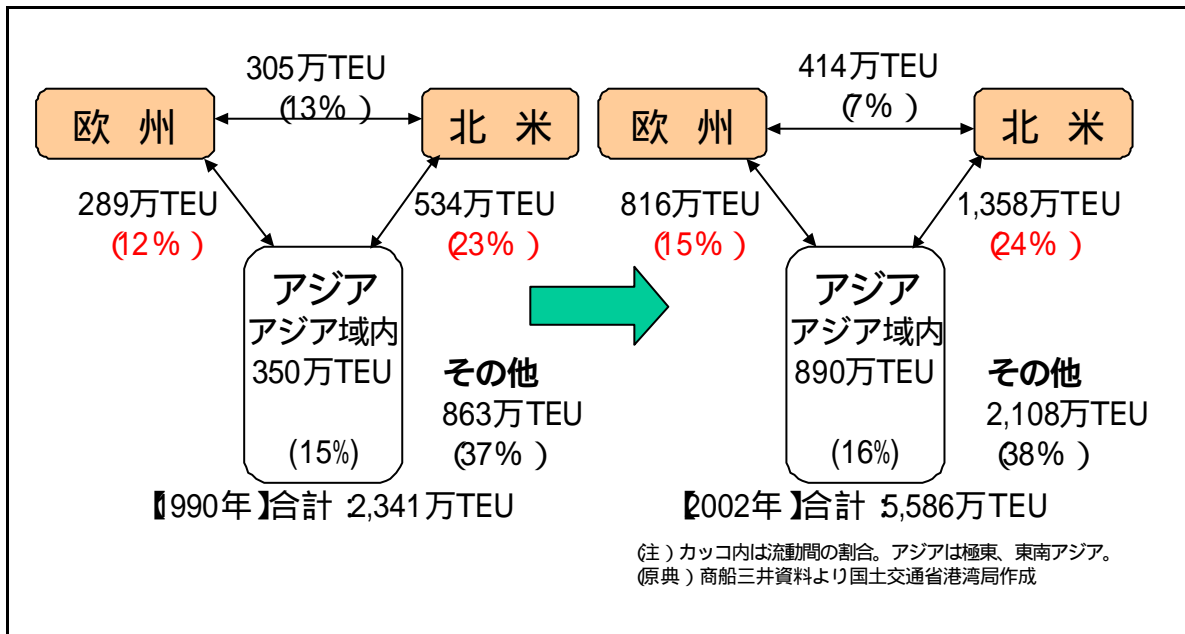 305万TEU
(13%)
欧 州
北 米
289万TEU
(12%)
534万TEU
(23%)
アジア
アジア域内
350万TEU
(15%)
その他
863万TEU
(37%)
【1990年】合計:2,341万TEU
414万TEU
(7%)
欧 州
北 米
816万TEU
(15%)
1,358万TEU
(24%)
アジア
アジア域内
890万TEU
(16%)
その他
2,108万TEU
(38%)
【2002年】合計:5,586万TEU
(注)カッコ内は流動間の割合。アジアは極東、東南アジア。
(原典)商船三井資料より国土交通省港湾局作成